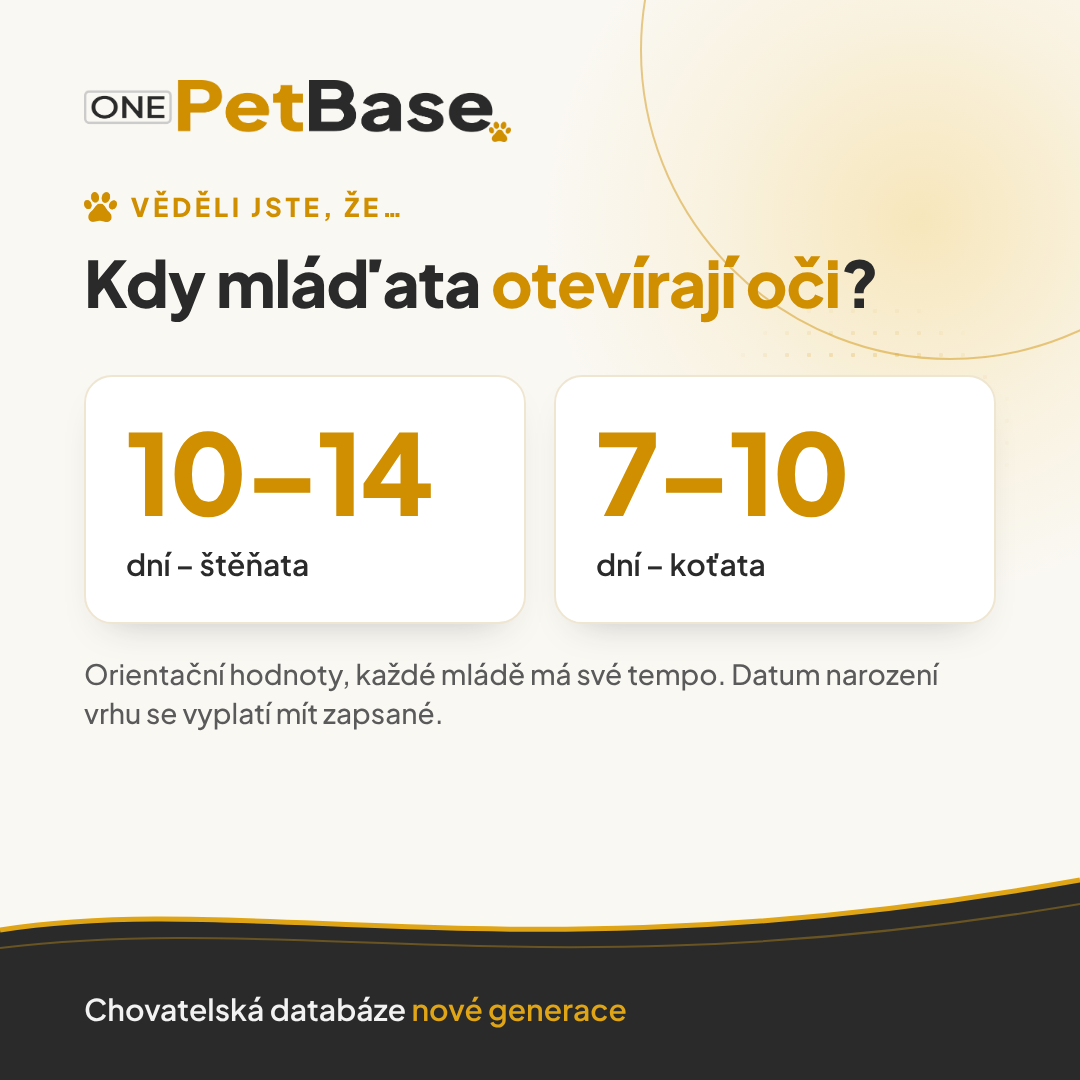 ONE PetBase
VĚDĚLI JSTE, ŽE…
Kdy mláďata otevírají oči?
10–14
dní – štěňata
7–10
dní – koťata
Orientační hodnoty, každé mládě má své tempo. Datum narození
vrhu se vyplatí mít zapsané.
Chovatelská databáze nové generace